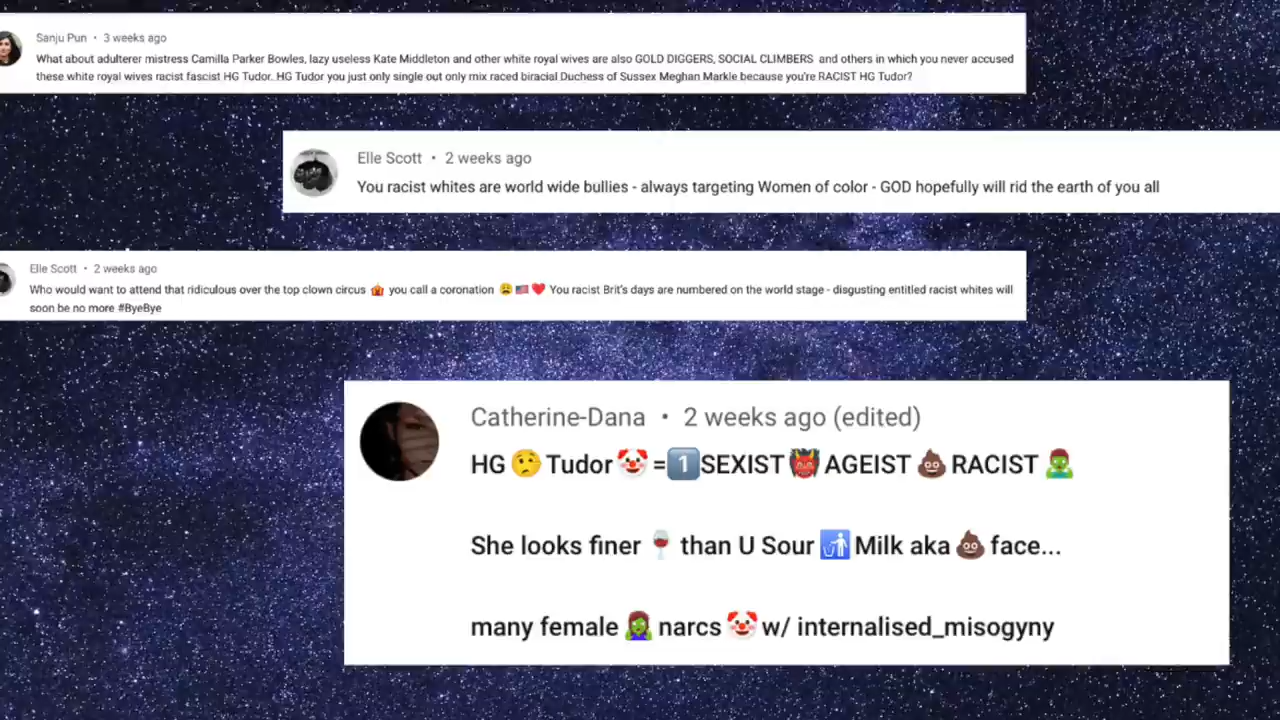 Sanju Pun • 3 weeks ago
What about adulterer mistress Camilla Parker Bowles, lazy useless Kate Middleton and other white royal wives are also GOLD DIGGERS, SOCIAL CLIMBERS and others in which you never accused
these white royal wives racist fascist HG Tudor..HG Tudor you just only single out only mix raced biracial Duchess of Sussex Meghan Markle because you're RACIST HG Tudor?
Elle Scott • 2 weeks ago
You racist whites are world wide bullies - always targeting Women of color - GOD hopefully will rid the earth of you all
Elle Scott • 2 weeks ago
Who would want to attend that ridiculous over the top clown circus 🎪 you call a coronation 😩🇺🇸❤️ You racist Brit's days are numbered on the world stage - disgusting entitled racist whites will
soon be no more #ByeBye
Catherine-Dana • 2 weeks ago (edited)
HG 🤨 Tudor 🤡 =1️⃣SEXIST 👹 AGEIST 💩 RACIST 🧟‍♂️
She looks finer 🍷 than U Sour 🚮 Milk aka 💩 face...
many female 🧟‍♀️ narcs 🤡 w/ internalised_misogyny